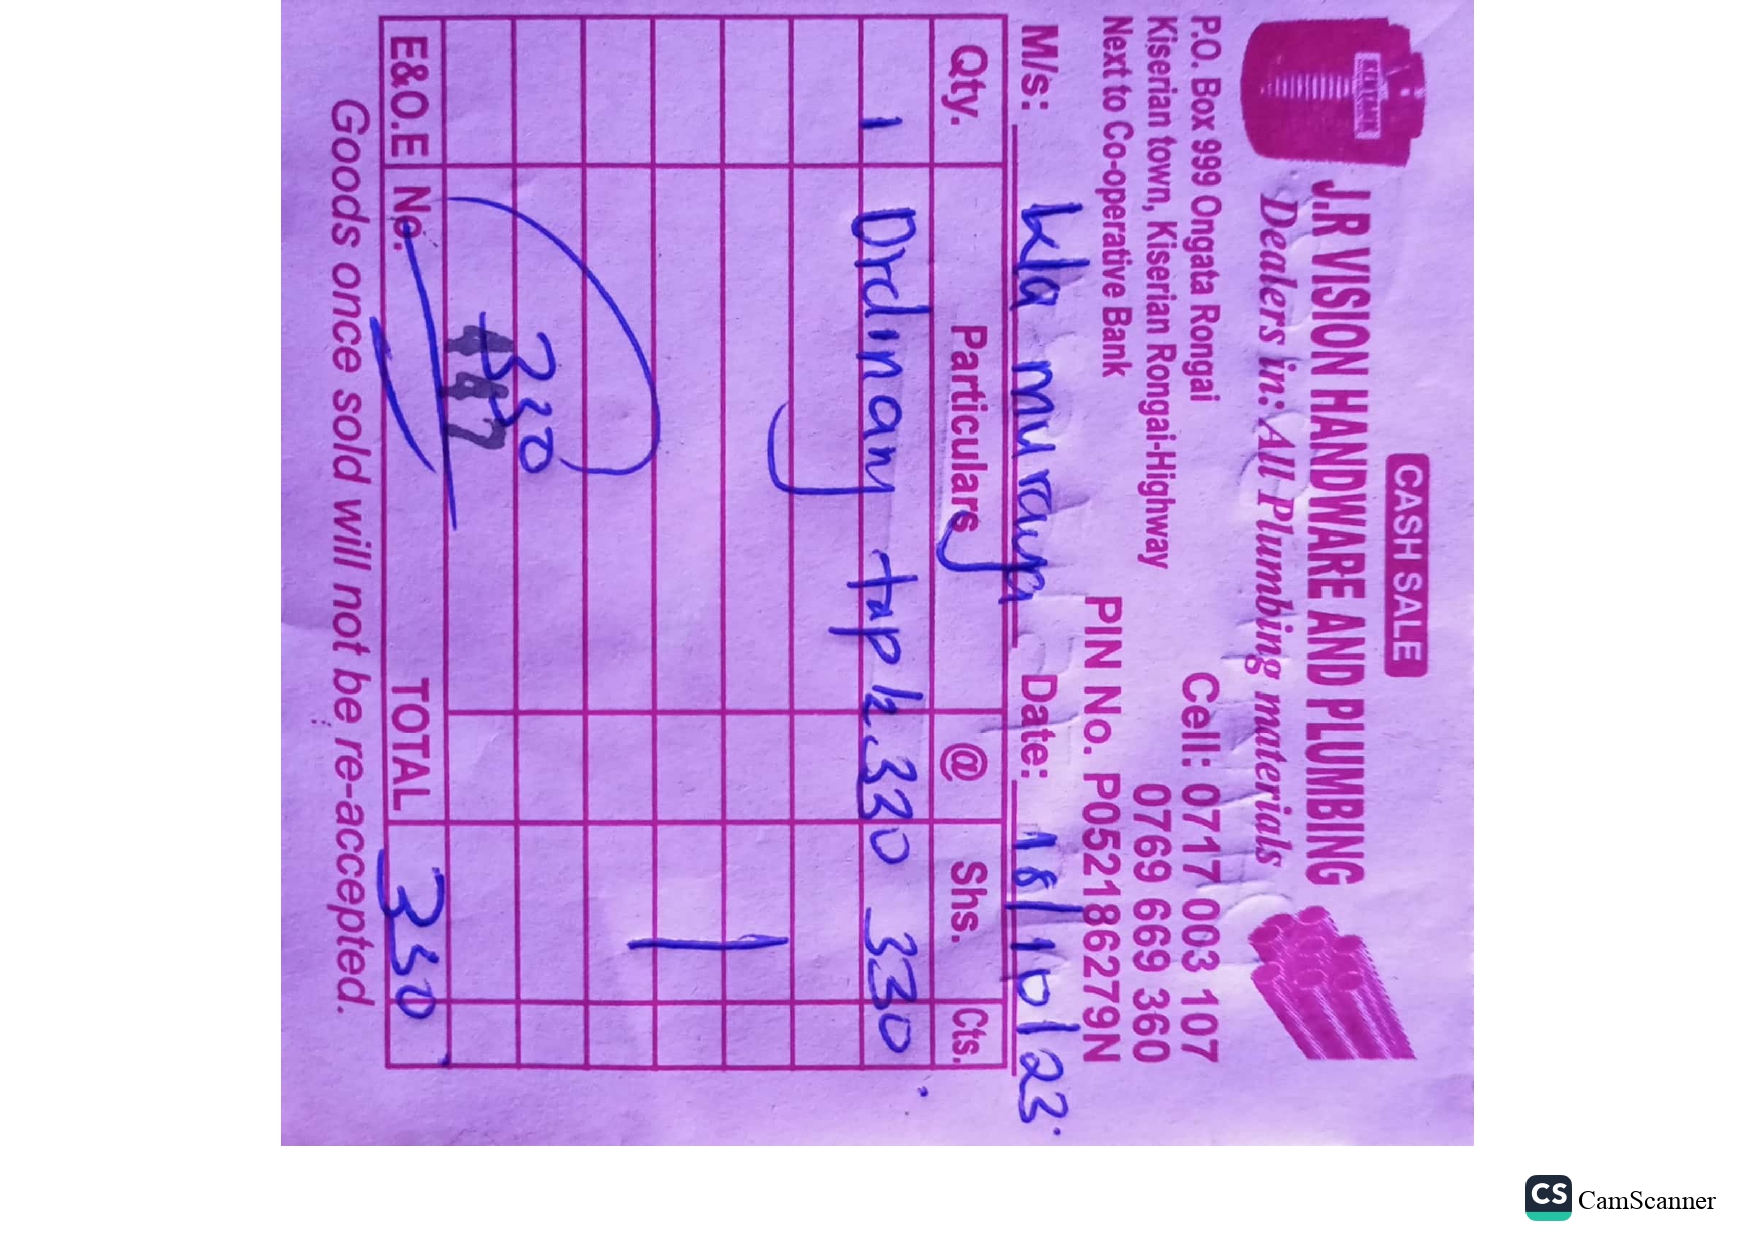 CASH SALE
J.R VISION HANDWARE AND PLUMBING
Dealers in: All Plumbing materials
P.O. Box 999 Ongata Rongai
Kiserian town, Kiserian Rongai-Highway
Next to Co-operative Bank
Cell: 0717 003 107
0769 669 360
PIN No. P052186279N
M/s: Date: 18/10/23
Qty. Particulars @ Shs. Cts.
1 Ordinary tap 1/2 330 330
330
E&O.E No. TOTAL 330
Goods once sold will not be re-accepted.
CS CamScanner